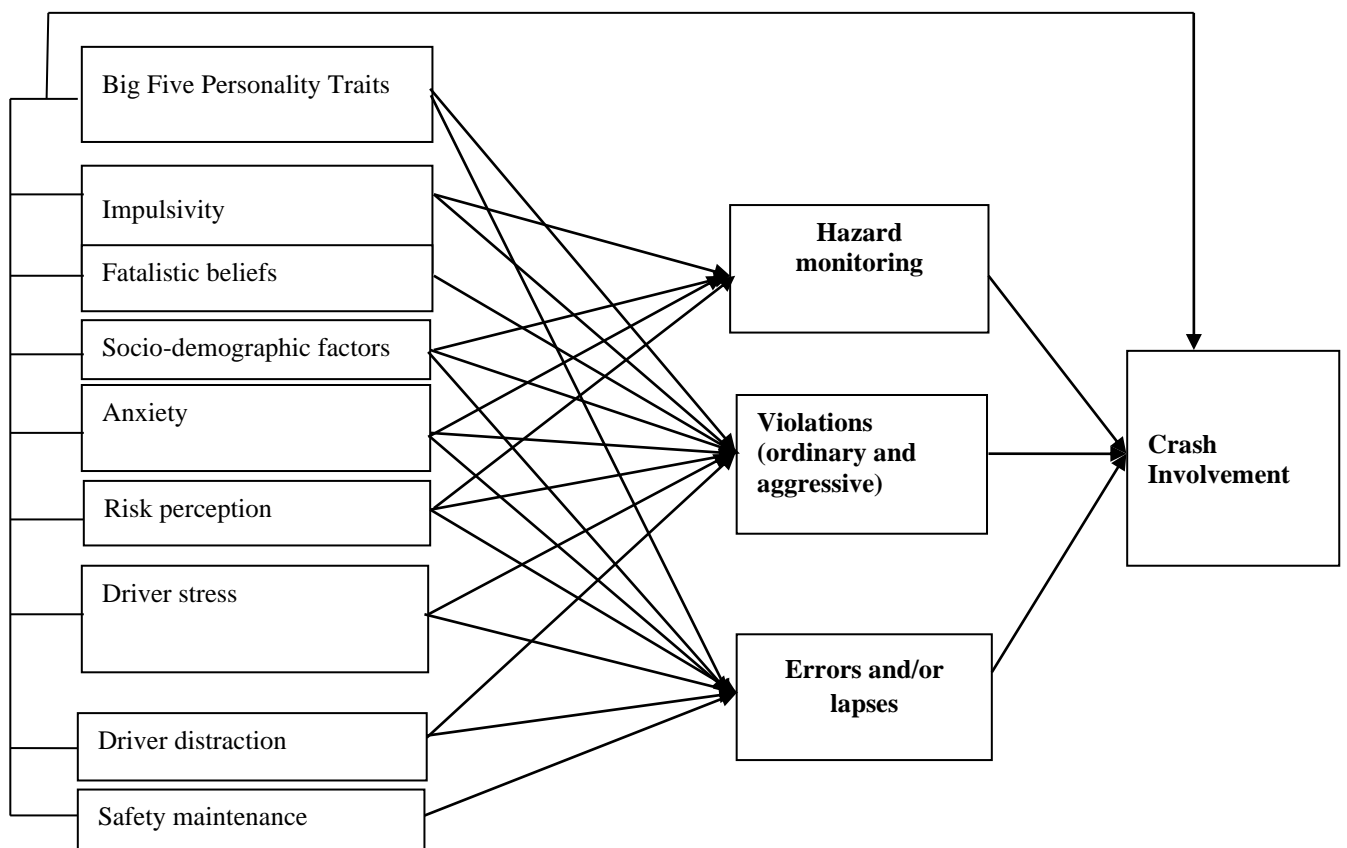 Big Five Personality Traits
Impulsivity
Fatalistic beliefs
Socio-demographic factors
Anxiety
Risk perception
Driver stress
Driver distraction
Safety maintenance
Hazard
monitoring
Violations
(ordinary and
aggressive)
Errors and/or
lapses
Crash
Involvement